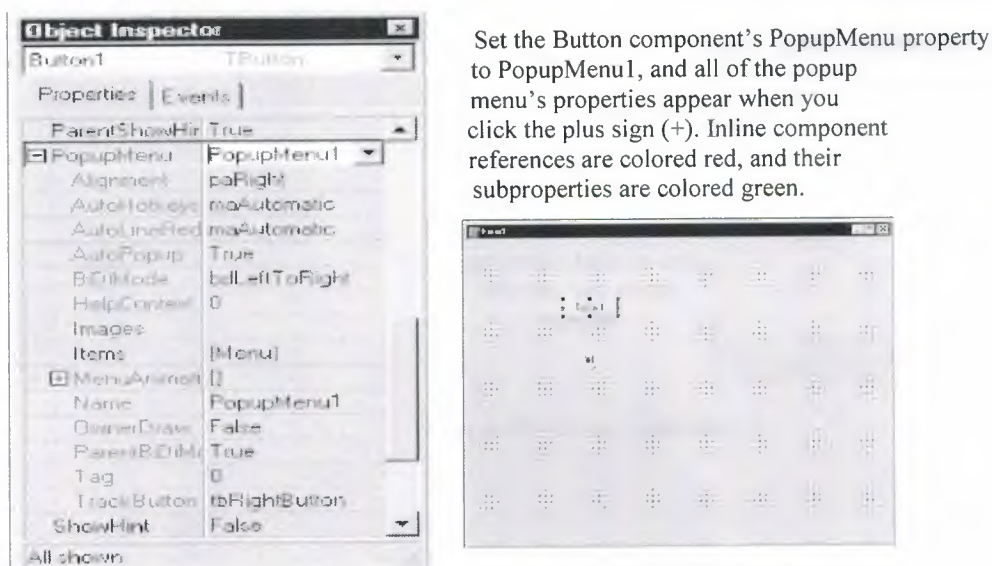 Object Inspector
Button1 TButton
Properties Events
ParentShowHin True
PopupMenu PopupMenu1
Alignment paRight
AutoHotkeys maAutomatic
AutoLineRed maAutomatic
AutoPopup True
BiDiMode bdLeftToRight
HelpContext 0
Images
Items (Menu)
MenuAnimati []
Name PopupMenu1
OwnerDraw False
ParentBiDiMo True
Tag 0
TrackButton tbRightButton
ShowHint False
All shown
Set the Button component's PopupMenu property
to PopupMenu1, and all of the popup
menu's properties appear when you
click the plus sign (+). Inline component
references are colored red, and their
subproperties are colored green.